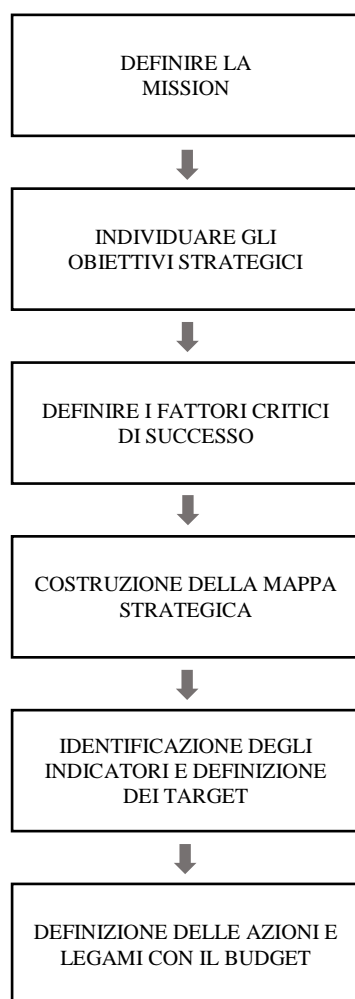 DEFINIRE LA
MISSION
INDIVIDUARE GLI
OBIETTIVI STRATEGICI
DEFINIRE I FATTORI CRITICI
DI SUCCESSO
COSTRUZIONE DELLA MAPPA
STRATEGICA
IDENTIFICAZIONE DEGLI
INDICATORI E DEFINIZIONE
DEI TARGET
DEFINIZIONE DELLE AZIONI E
LEGAMI CON IL BUDGET